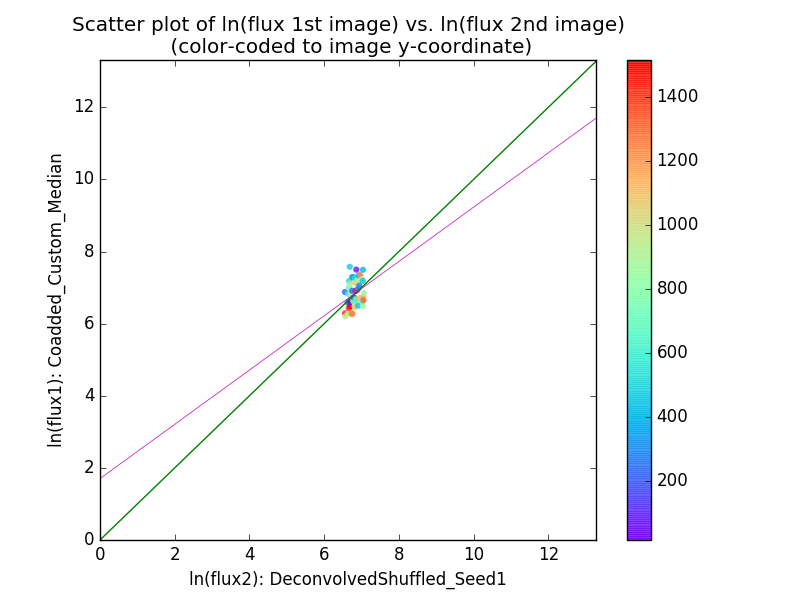 Scatter plot of ln(flux 1st image) vs. ln(flux 2nd image)
(color-coded to image y-coordinate)
ln(flux1): Coadded_Custom_Median
12
10
8
6
4
2
0
0 2 4 6 8 10 12
ln(flux2): DeconvolvedShuffled_Seed1
1400
1200
1000
800
600
400
200